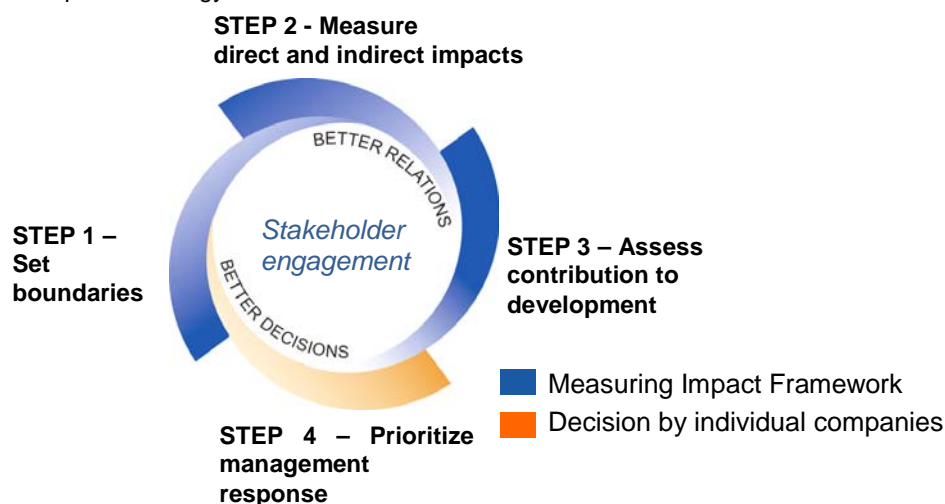 STEP 2 - Measure
direct and indirect impacts
BETTER RELATIONS
STEP 1 –
Set
boundaries
Stakeholder
engagement
STEP 3 – Assess
contribution to
development
BETTER DECISIONS
Measuring Impact Framework
Decision by individual companies
STEP 4 – Prioritize
management
response